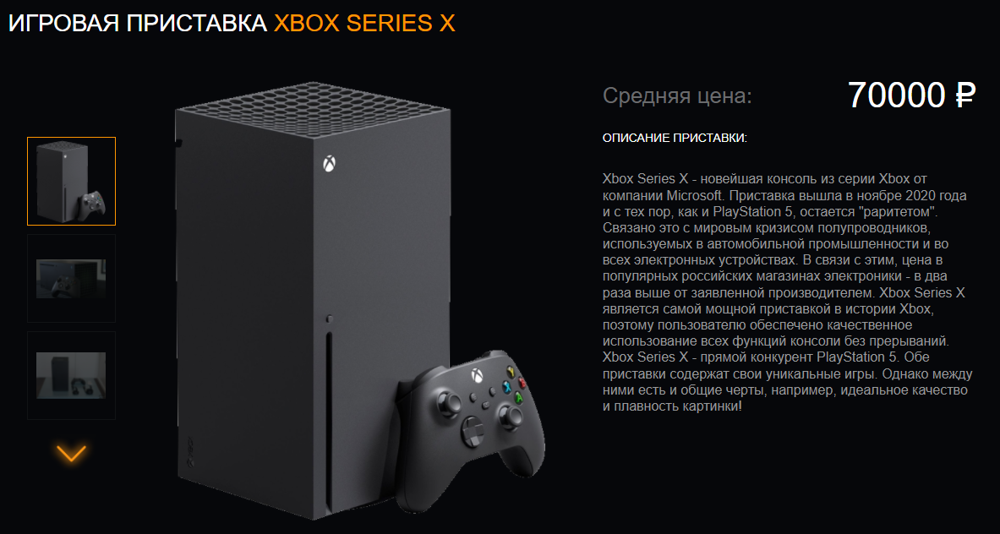 ИГРОВАЯ ПРИСТАВКА XBOX SERIES X
Средняя цена:
70000 ₽
ОПИСАНИЕ ПРИСТАВКИ:
Xbox Series X - новейшая консоль из серии Xbox от
компании Microsoft. Приставка вышла в ноябре 2020 года
и с тех пор, как и PlayStation 5, остается "раритетом".
Связано это с мировым кризисом полупроводников,
используемых в автомобильной промышленности и во
всех электронных устройствах. В связи с этим, цена в
популярных российских магазинах электроники - в два
раза выше от заявленной производителем. Xbox Series X
является самой мощной приставкой в истории Xbox,
поэтому пользователю обеспечено качественное
использование всех функций консоли без прерываний.
Xbox Series X - прямой конкурент PlayStation 5. Обе
приставки содержат свои уникальные игры. Однако между
ними есть и общие черты, например, идеальное качество
и плавность картинки!
Y
X
B
A